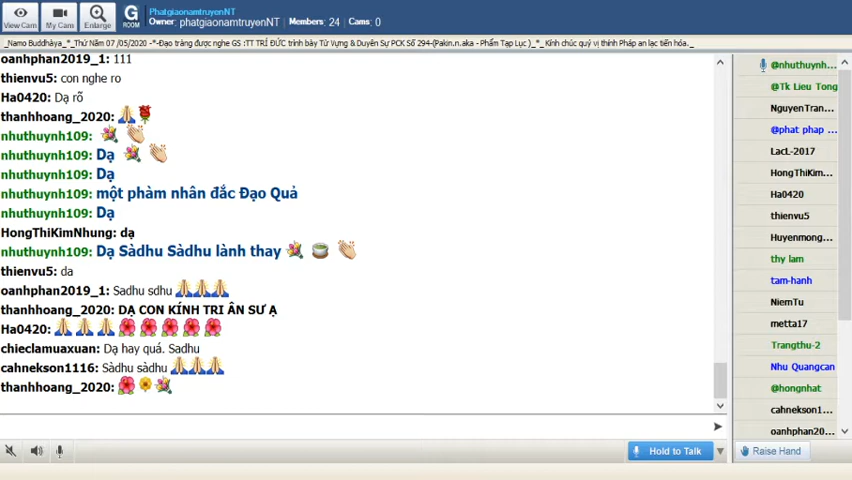 View Cam
My Cam
Enlarge
G
ROOM
PhatgiaonamtruyenNT
Owner: phatgiaonamtruyenNT Members: 24 Cams: 0
_Namo Buddhàya_*_Thứ Năm 07 /05/2020 -*-Đạo tràng được nghe GS :TT TRÍ ĐỨC trình bày Từ Vựng & Duyên Sự PCK Số 294-(Pakin.n.aka - Phẩm Tạp Lục )_*_ Kính chúc quý vị thính Pháp an lạc tiến hóa._
oanhphan2019_1: 111
thienvu5: con nghe ro
Ha0420: Dạ rõ
thanhhoang_2020:
nhuthuynh109:
nhuthuynh109: Dạ
nhuthuynh109: Dạ
nhuthuynh109: một phàm nhân đắc Đạo Quả
nhuthuynh109: Dạ
HongThiKimNhung: dạ
nhuthuynh109: Dạ Sàdhu Sàdhu lành thay
thienvu5: da
oanhphan2019_1: Sadhu sdhu
thanhhoang_2020: DẠ CON KÍNH TRI ÂN SƯ Ạ
Ha0420:
chieclamuaxuan: Dạ hay quá. Sadhu
cahnekson1116: Sàdhu sàdhu
thanhhoang_2020:
@nhuthuynh...
@Tk Lieu Tong
NguyenTran...
@phat phap ...
LacL-2017
HongThiKim...
Ha0420
thienvu5
Huyenmong...
thy lam
tam-hanh
NiemTu
metta17
Trangthu-2
Nhu Quangcan
@hongnhat
cahnekson1...
oanhphan20...
Hold to Talk
Raise Hand